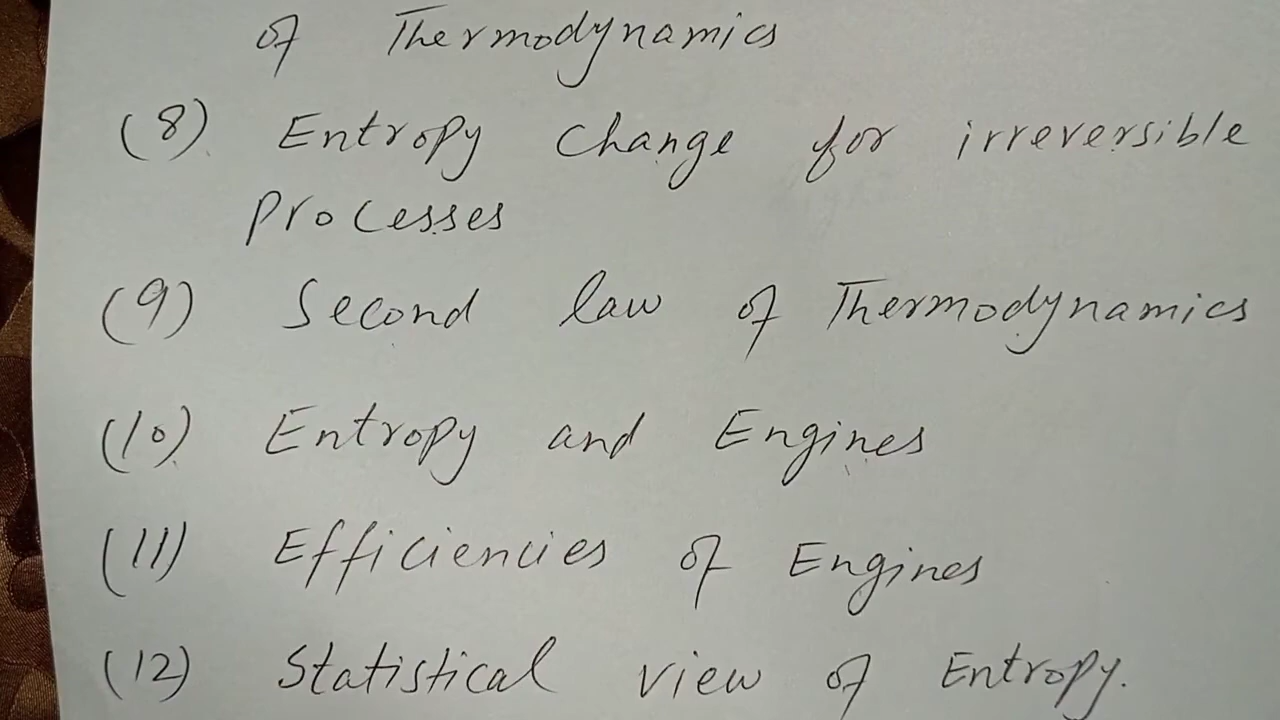 of Thermodynamics
(8) Entropy change for irreversible
processes
(9) Second law of Thermodynamics
(10) Entropy and Engines
(11) Efficiencies of Engines
(12) Statistical view of Entropy.